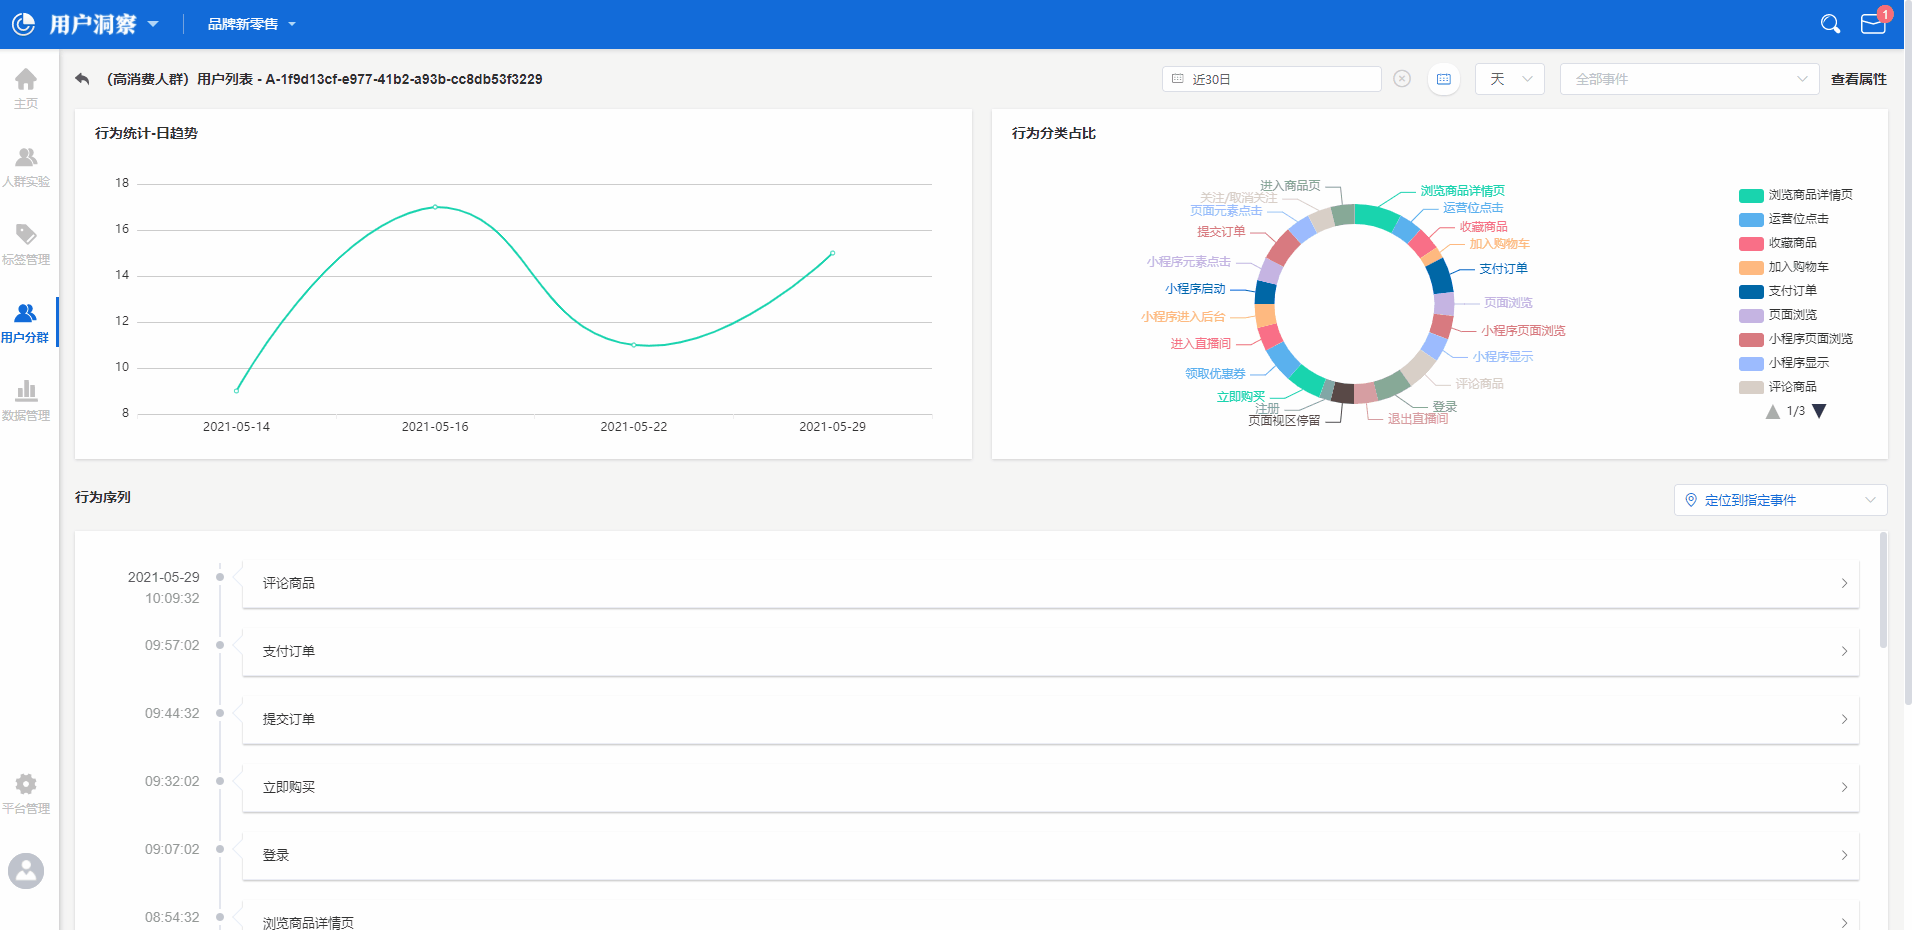 用户洞察
品牌新零售
1
主页
人群实验
标签管理
用户分群
数据管理
平台管理
（高消费人群）用户列表 - A-1f9d13cf-e977-41b2-a93b-cc8db53f3229
近30日
天
全部事件
查看属性
行为统计-日趋势
18
16
14
12
10
8
2021-05-14
2021-05-16
2021-05-22
2021-05-29
行为分类占比
进入商品页
关注/取消关注
页面元素点击
提交订单
小程序元素点击
小程序启动
小程序进入后台
进入直播间
领取优惠券
立即购买
注册
页面视区停留
浏览商品详情页
运营位点击
收藏商品
加入购物车
支付订单
页面浏览
小程序页面浏览
小程序显示
评论商品
登录
退出直播间
浏览商品详情页
运营位点击
收藏商品
加入购物车
支付订单
页面浏览
小程序页面浏览
小程序显示
评论商品
1/3
行为序列
定位到指定事件
2021-05-29
10:09:32
评论商品
09:57:02
支付订单
09:44:32
提交订单
09:32:02
立即购买
09:07:02
登录
08:54:32
浏览商品详情页